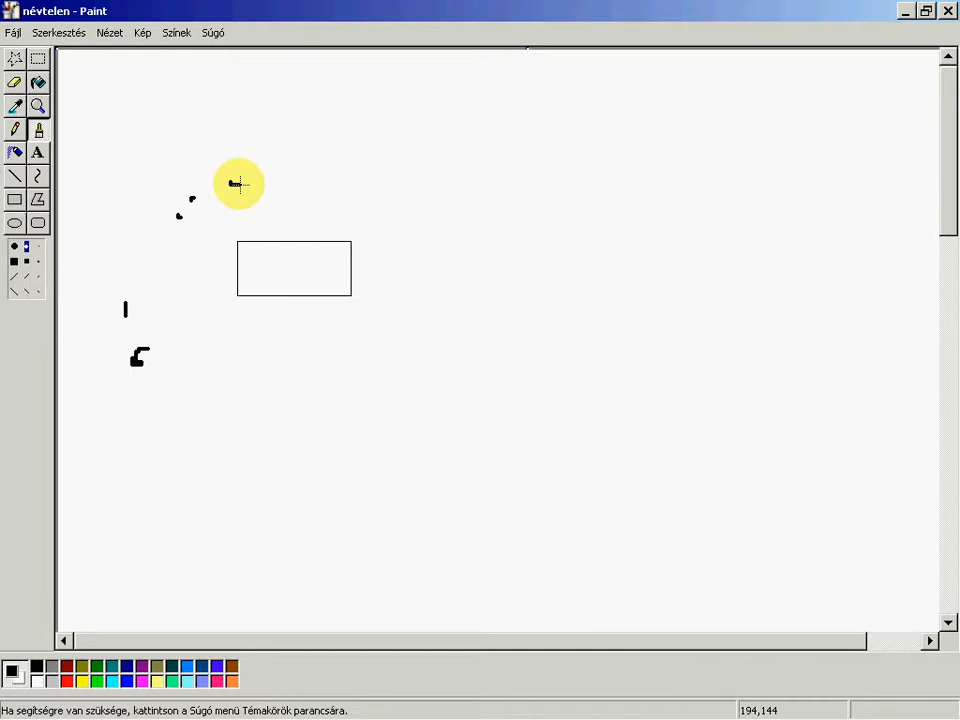 névtelen - Paint
Fájl Szerkesztés Nézet Kép Színek Súgó
A
Ha segítségre van szüksége, kattintson a Súgó menü Témakörök parancsára.
194,144